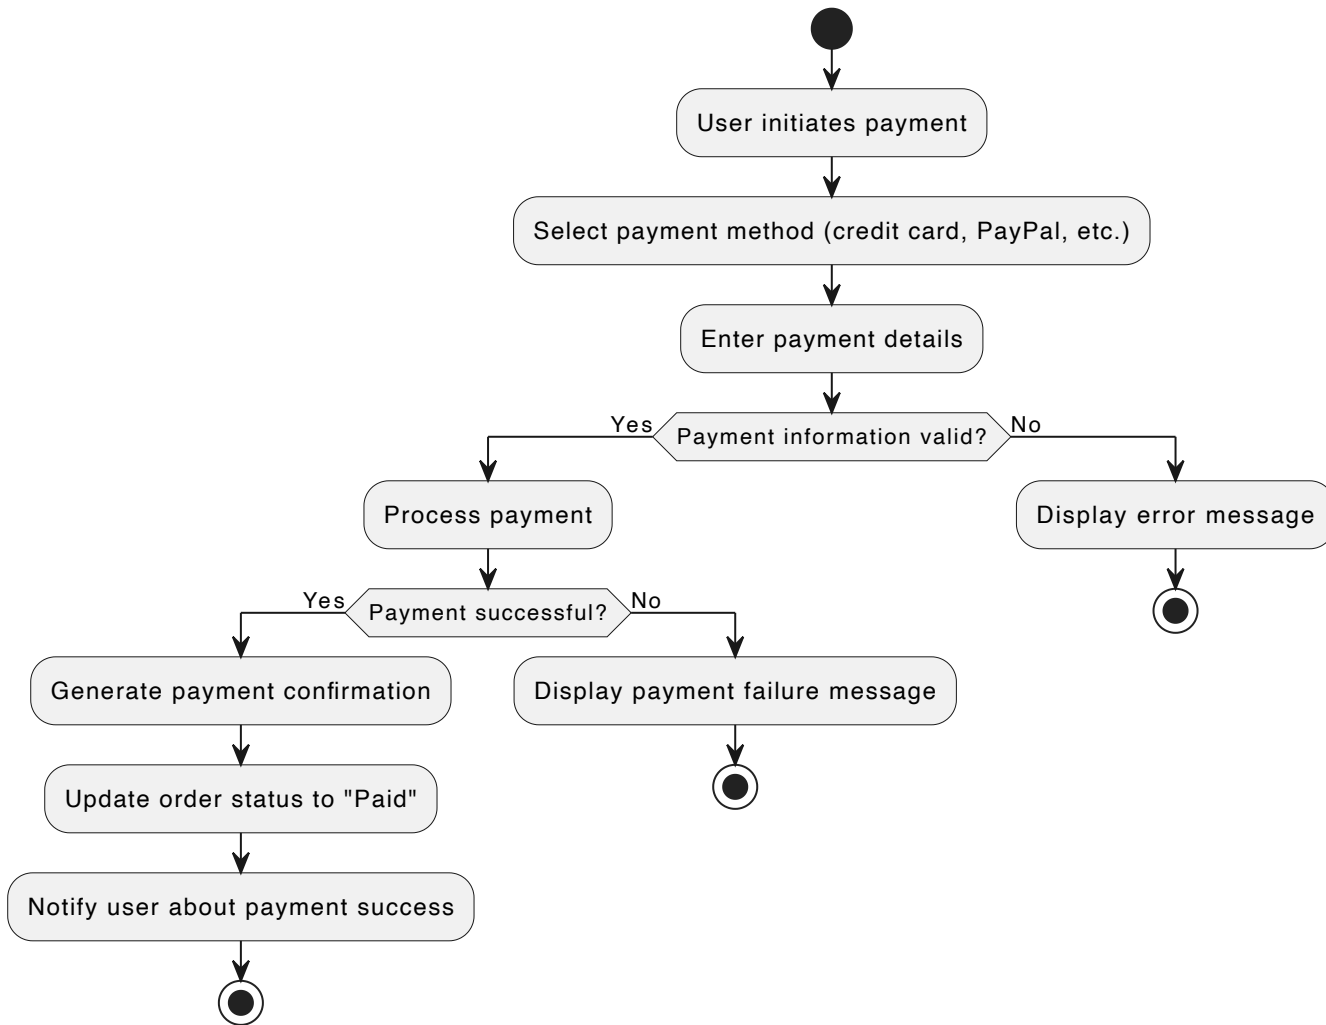 User initiates payment
Select payment method (credit card, PayPal, etc.)
Enter payment details
Yes
Payment information valid?
No
Process payment
Display error message
Yes
Payment successful?
No
Generate payment confirmation
Display payment failure message
Update order status to "Paid"
Notify user about payment success